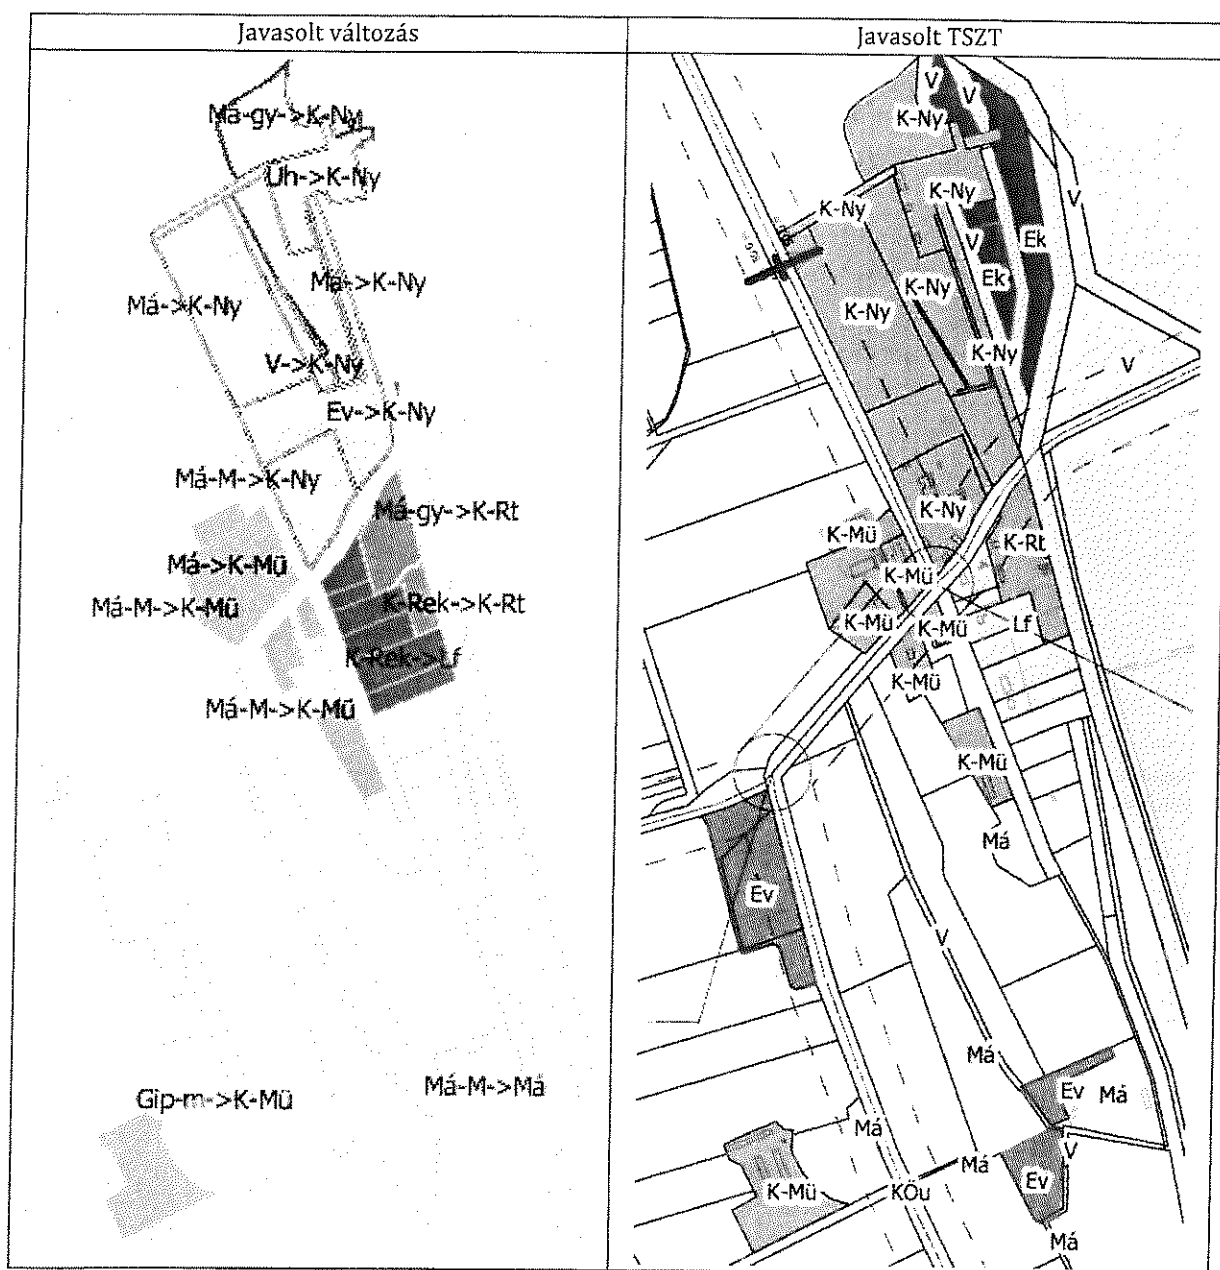 Javasolt változás
Má-gy->K-Ny
Üh->K-Ny
Má->K-Ny
Má->K-Ny
V->K-Ny
Ev->K-Ny
Má-M->K-Ny
Má-gy->K-Rt
Má->K-Mü
Má-M->K-Mü
K-Rek->K-Rt
K-Rek->Lf
Má-M->K-Mü
Má-M->Má
Gip-m->K-Mü
Javasolt TSZT
V
V
K-Ny
K-Ny
V
K-Ny
V
Ek
Ek
K-Ny
K-Ny
K-Ny
V
K-Ny
K-Mü
K-Rt
K-Mü
K-Mü
K-Mü
Lf
K-Mü
K-Mü
Má
Ev
V
Má
Ev
Má
Má
V
Má
K-Mü
KÖu
Ev
Má